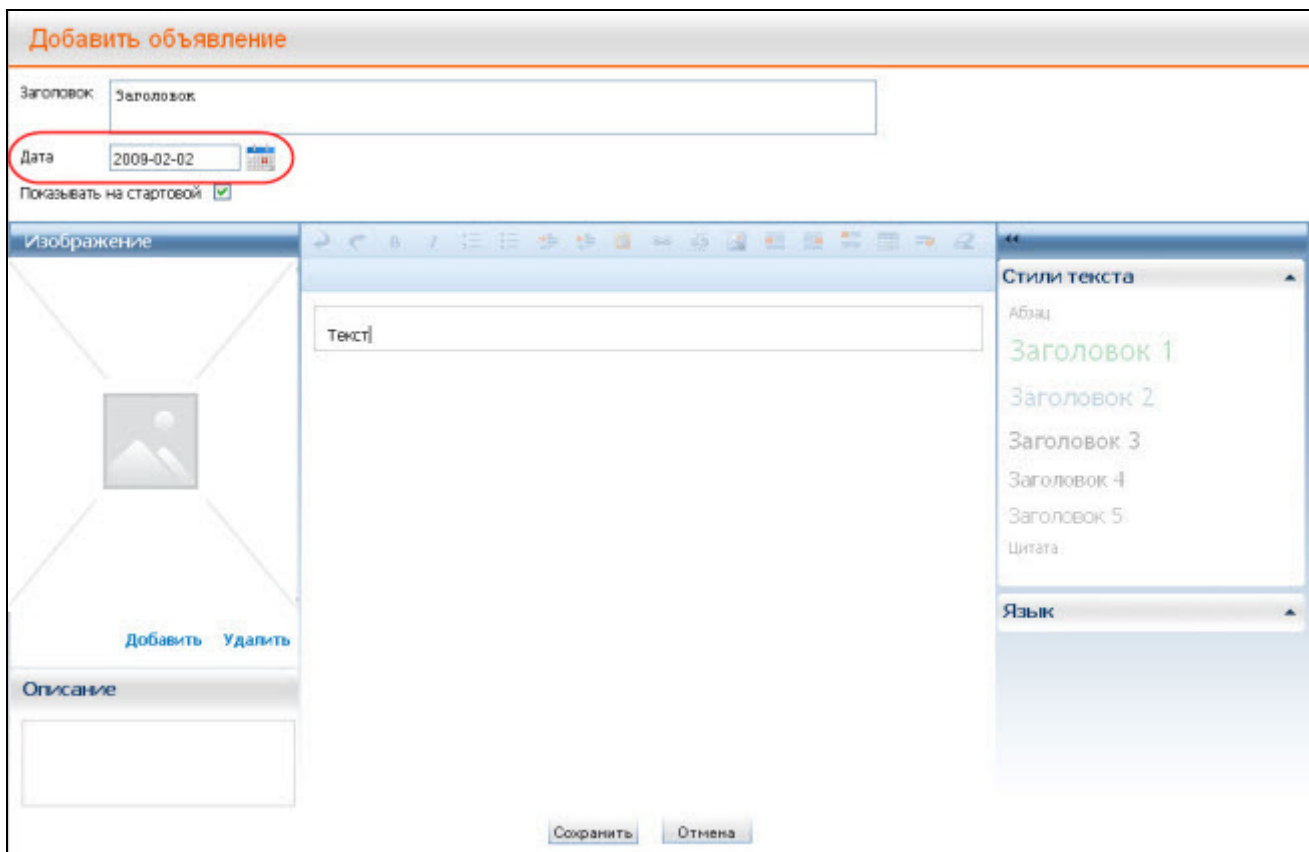 Добавить объявление
Заголовок
Заголовок
Дата
2009-02-02
Показывать на стартовой
Изображение
B I
Стили текста
Абзац
Текст
Заголовок 1
Заголовок 2
Заголовок 3
Заголовок 4
Заголовок 5
Цитата
Язык
Добавить Удалить
Описание
Сохранить Отмена